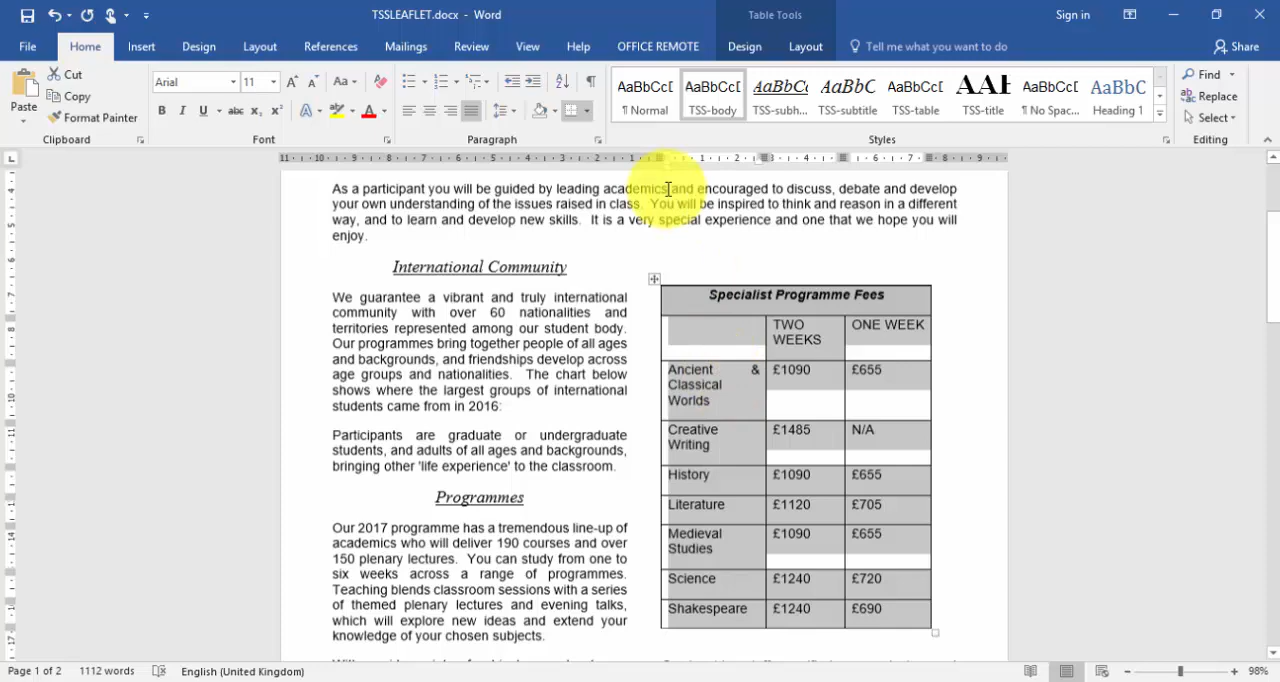 TSSLEAFLET.docx - Word
Table Tools
Sign in
File Home Insert Design Layout References Mailings Review View Help OFFICE REMOTE Design Layout Tell me what you want to do Share
Paste
Cut
Copy
Format Painter
Clipboard
Arial 11
Font
Paragraph
AaBbCcI AaBbCcD AaBbCc AaBbCc AaBbCcI AAI AaBbCcI AaBbC
¶ Normal TSS-body TSS-subh... TSS-subtitle TSS-table TSS-title ¶ No Spac... Heading 1
Styles
Find
Replace
Select
Editing
As a participant you will be guided by leading academics and encouraged to discuss, debate and develop
your own understanding of the issues raised in class. You will be inspired to think and reason in a different
way, and to learn and develop new skills. It is a very special experience and one that we hope you will
enjoy.
International Community
We guarantee a vibrant and truly international
community with over 60 nationalities and
territories represented among our student body.
Our programmes bring together people of all ages
and backgrounds, and friendships develop across
age groups and nationalities. The chart below
shows where the largest groups of international
students came from in 2016:
Participants are graduate or undergraduate
students, and adults of all ages and backgrounds,
bringing other 'life experience' to the classroom.
Programmes
Our 2017 programme has a tremendous line-up of
academics who will deliver 190 courses and over
150 plenary lectures. You can study from one to
six weeks across a range of programmes.
Teaching blends classroom sessions with a series
of themed plenary lectures and evening talks,
which will explore new ideas and extend your
knowledge of your chosen subjects.
Specialist Programme Fees
TWO WEEKS ONE WEEK
Ancient & Classical Worlds £1090 £655
Creative Writing £1485 N/A
History £1090 £655
Literature £1120 £705
Medieval Studies £1090 £655
Science £1240 £720
Shakespeare £1240 £690
Page 1 of 2 1112 words English (United Kingdom) 98%